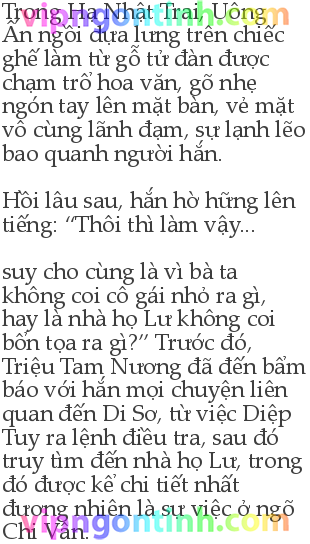 Trong Hạ Nhật Trai, Uông
Ấn ngồi dựa lưng trên chiếc
ghế làm từ gỗ tử đàn được
chạm trổ hoa văn, gõ nhẹ
ngón tay lên mặt bàn, vẻ mặt
vô cùng lãnh đạm, sự lạnh lẽo
bao quanh người hắn.
Hồi lâu sau, hắn hờ hững lên
tiếng: “Thôi thì làm vậy...
suy cho cùng là vì bà ta
không coi cô gái nhỏ ra gì,
hay là nhà họ Lư không coi
bổn tọa ra gì?” Trước đó,
Triệu Tam Nương đã đến bẩm
báo với hắn mọi chuyện liên
quan đến Di Sơ, từ việc Diệp
Tuy ra lệnh điều tra, sau đó
truy tìm đến nhà họ Lư, trong
đó được kể chi tiết nhất
đương nhiên là sự việc ở ngõ
Chi Vân.
vipngontinh.com
vipngontinh.com